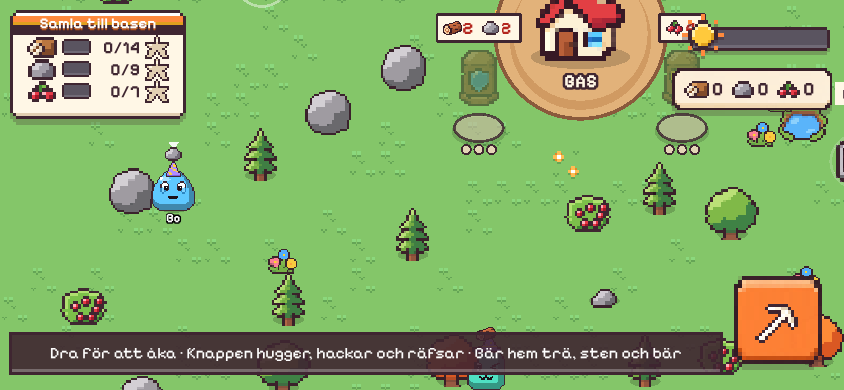 Samla till basen
0/14
0/9
0/7
2 2
BAS
0 0 0
Bo
Dra för att åka · Knappen hugger, hackar och räfsar · Bär hem trä, sten och bär